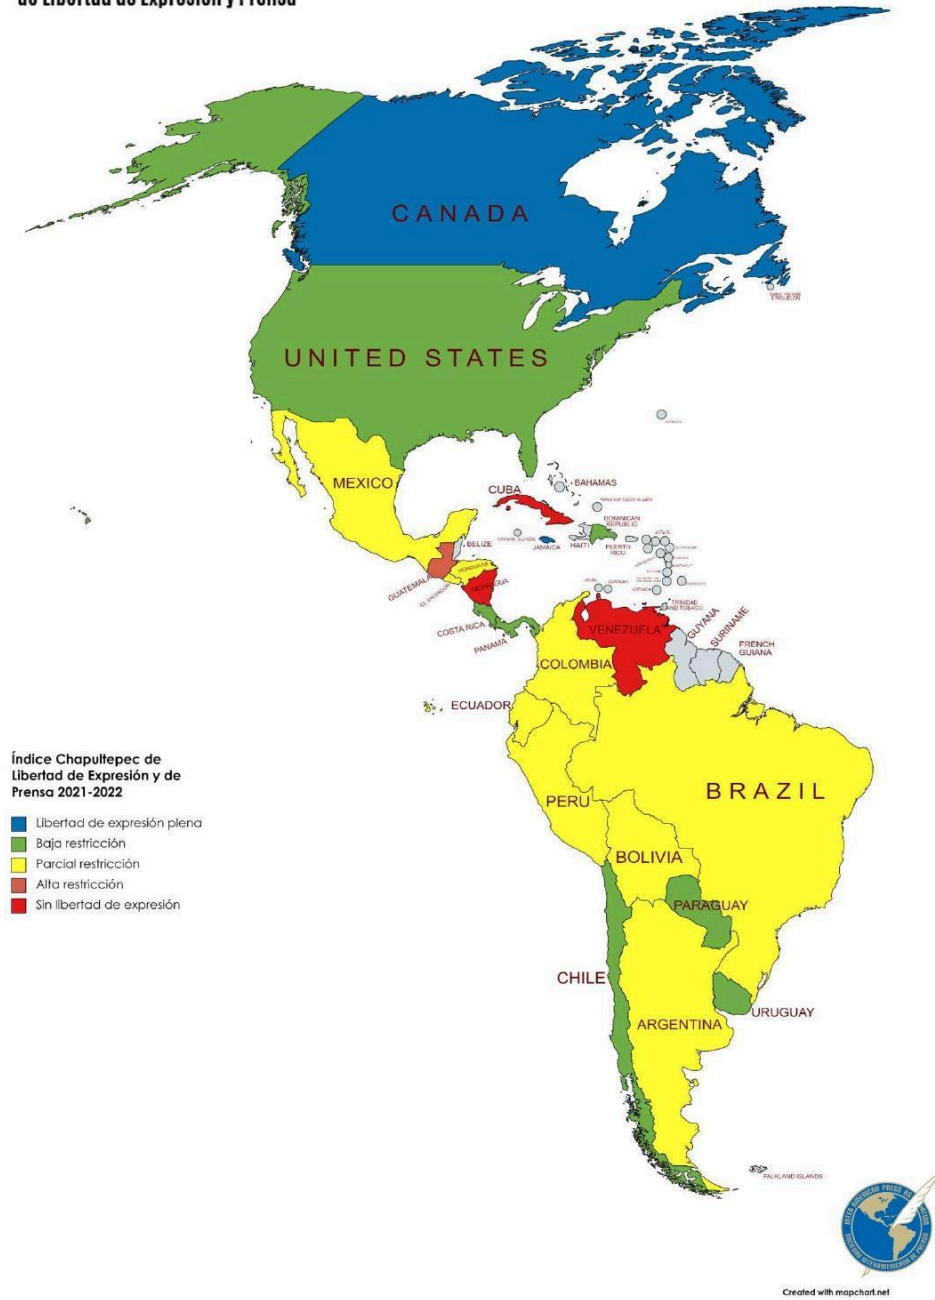 de Libertad de Expresión y Prensa
CANADA
UNITED STATES
MEXICO
CUBA
BAHAMAS
DOMINICAN
REPUBLIC
BELIZE
JAMAICA
HAITI
PUERTO
RICO
GUATEMALA
HONDURAS
EL SALVADOR
NICARAGUA
COSTA RICA
PANAMA
TRINIDAD
AND TOBAGO
VENEZUELA
GUYANA
SURINAME
FRENCH
GUIANA
COLOMBIA
ECUADOR
PERU
BRAZIL
BOLIVIA
PARAGUAY
CHILE
URUGUAY
ARGENTINA
FALKLAND ISLANDS
Índice Chapultepec de
Libertad de Expresión y de
Prensa 2021-2022
Libertad de expresión plena
Baja restricción
Parcial restricción
Alta restricción
Sin libertad de expresión
Created with mapchart.net